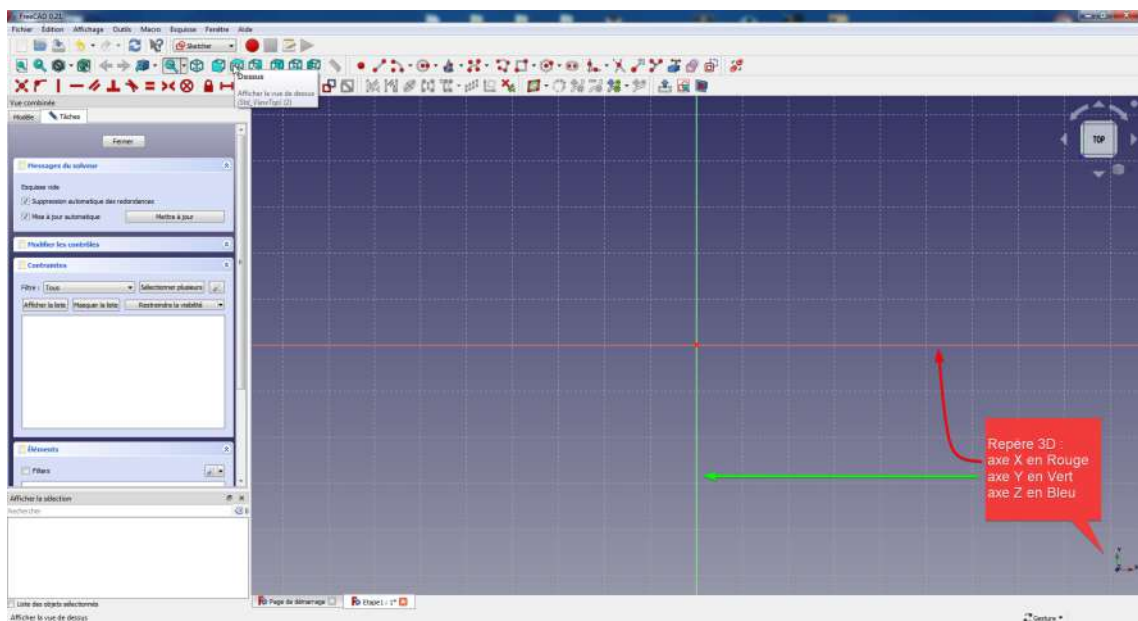 FreeCAD 0.21
Fichier Édition Affichage Outils Macro Esquisse Fenêtre Aide
Sketcher
Dessus
Afficher la vue de dessus
(Std_ViewTop) (2)
Vue combinée
Modèle Tâches
Fermer
Messages du solveur
Esquisse vide
Suppression automatique des redondances
Mise à jour automatique Mettre à jour
Modifier les contrôles
Contraintes
Filtre : Tous Sélectionner plusieurs
Afficher la liste Masquer la liste Restreindre la visibilité
Éléments
Filters
Afficher la sélection
Rechercher
Liste des objets sélectionnés
Afficher la vue de dessus
TOP
Repère 3D :
axe X en Rouge
axe Y en Vert
axe Z en Bleu
Page de démarrage
Etape1 : 1*
Gesture